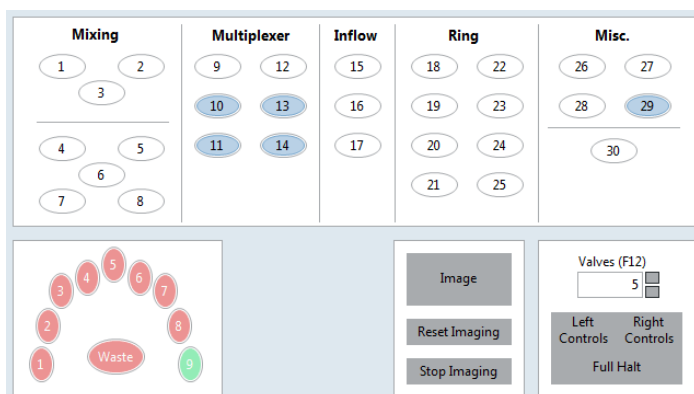 Mixing
Multiplexer
Inflow
Ring
Misc.
1 2
3
4 5
6
7 8
9 12
10 13
11 14
15
16
17
18 22
19 23
20 24
21 25
26 27
28 29
30
1
2
3
4
5
6
7
8
9
Waste
Image
Reset Imaging
Stop Imaging
Valves (F12)
5
Left Controls
Right Controls
Full Halt